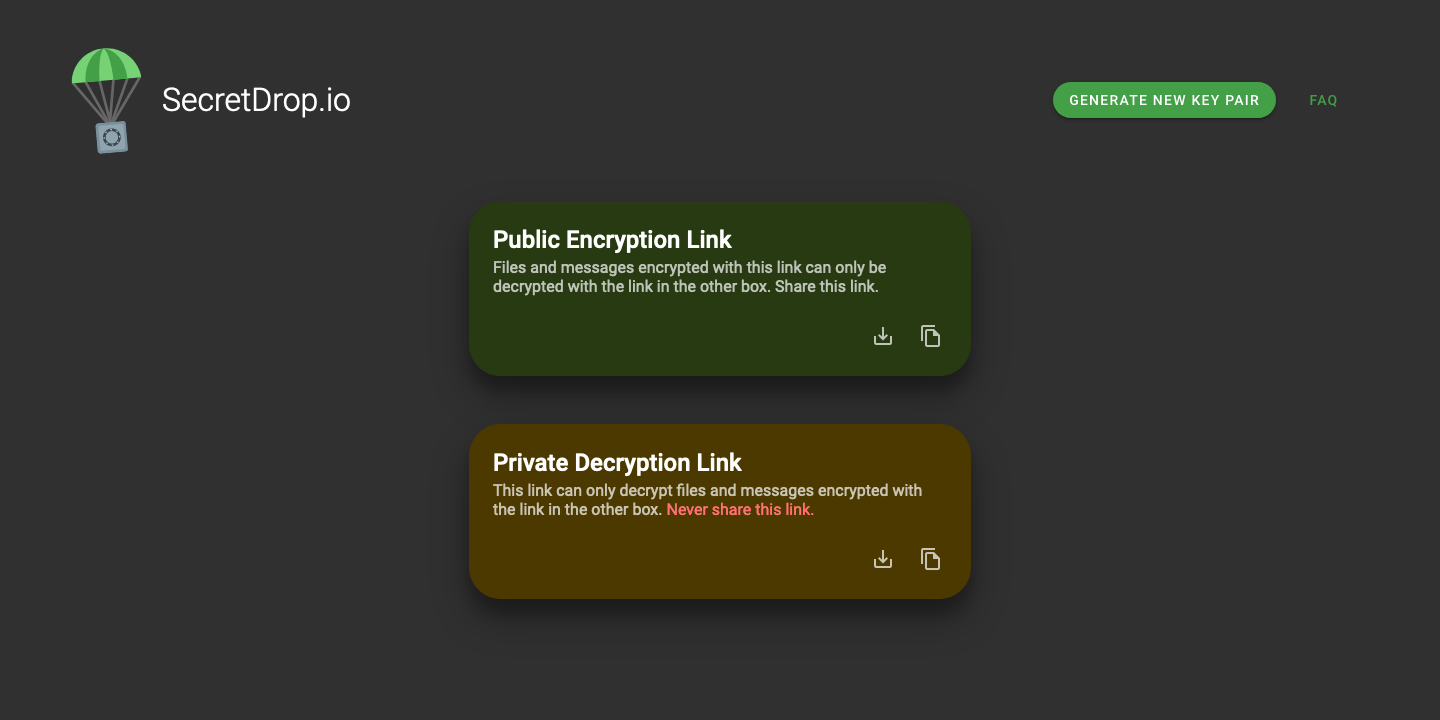 SecretDrop.io
GENERATE NEW KEY PAIR
FAQ
Public Encryption Link
Files and messages encrypted with this link can only be
decrypted with the link in the other box. Share this link.
Private Decryption Link
This link can only decrypt files and messages encrypted with
the link in the other box. Never share this link.